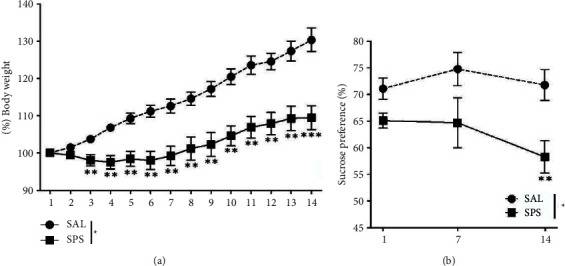 140
130
120
110
100
90
(%) Body weight
** ** ** ** ** ** ** ** ** ** ** ***
1 2 3 4 5 6 7 8 9 10 11 12 13 14
SAL
SPS
*
(a)
80
75
70
65
60
55
50
45
Sucrose preference (%)
**
SAL
SPS
*
1 7 14
(b)